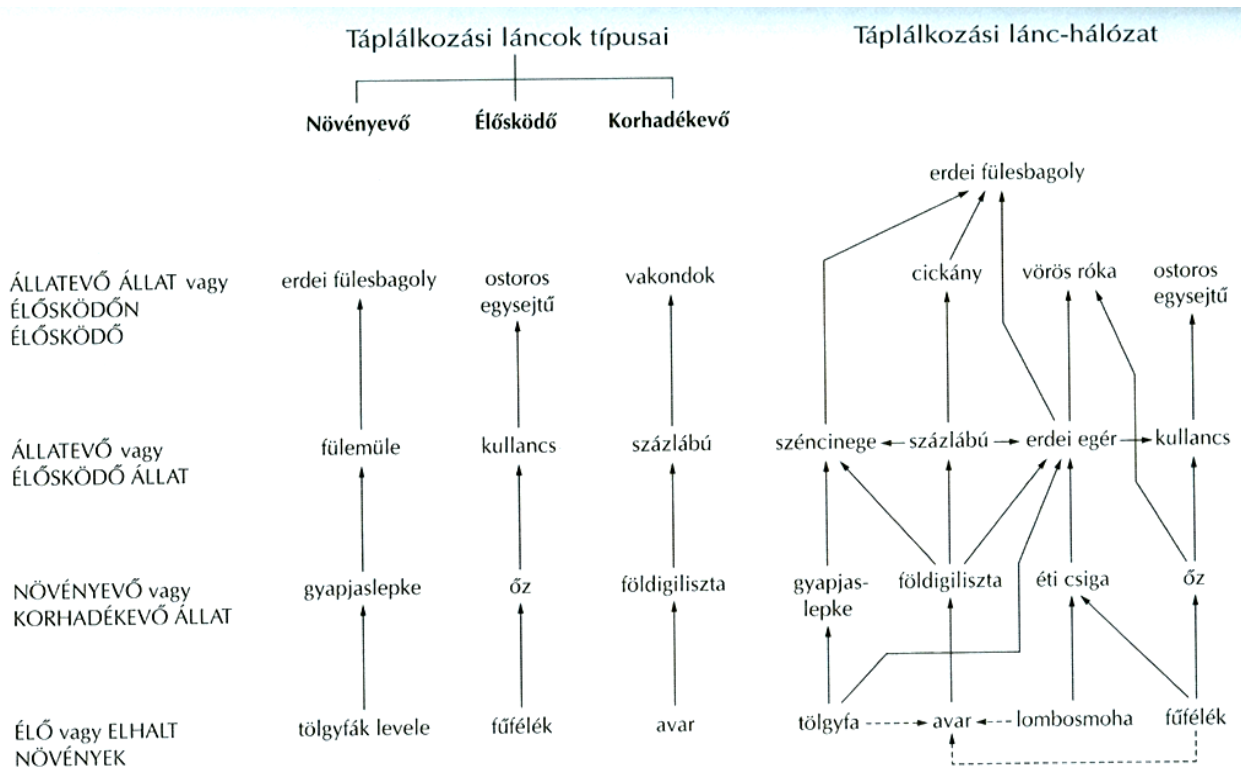 Táplálkozási láncok típusai
Táplálkozási lánc-hálózat
Növényevő
Élősködő
Korhadékevő
erdei fülesbagoly
ÁLLATEVŐ ÁLLAT vagy
ÉLŐSKÖDŐN
ÉLŐSKÖDŐ
erdei fülesbagoly
ostoros
egysejtű
vakondok
cickány
vörös róka
ostoros
egysejtű
ÁLLATEVŐ vagy
ÉLŐSKÖDŐ ÁLLAT
fülemüle
kullancs
százlábú
széncinege
százlábú
erdei egér
kullancs
NÖVÉNYEVŐ vagy
KORHADÉKEVŐ ÁLLAT
gyapjaslepke
őz
földigiliszta
gyapjas-
lepke
földigiliszta
éti csiga
őz
ÉLŐ vagy ELHALT
NÖVÉNYEK
tölgyfák levele
fűfélék
avar
tölgyfa
avar
lombosmoha
fűfélék